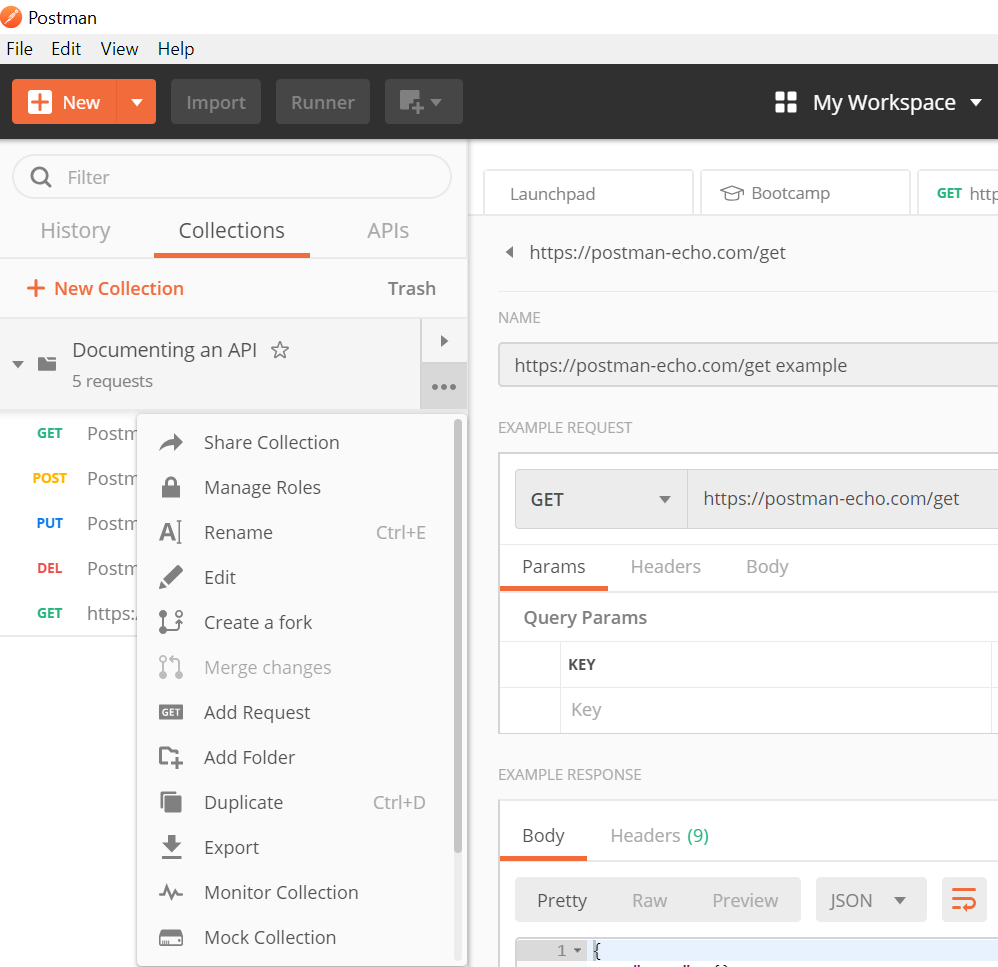 Postman
File Edit View Help
New Import Runner My Workspace
Filter
History Collections APIs
New Collection Trash
Documenting an API
5 requests
GET Postm
POST Postm
PUT Postm
DEL Postm
GET https:/
Share Collection
Manage Roles
Rename Ctrl+E
Edit
Create a fork
Merge changes
GET Add Request
Add Folder
Duplicate Ctrl+D
Export
Monitor Collection
Mock Collection
Launchpad Bootcamp GET http
https://postman-echo.com/get
NAME
https://postman-echo.com/get example
EXAMPLE REQUEST
GET https://postman-echo.com/get
Params Headers Body
Query Params
KEY
Key
EXAMPLE RESPONSE
Body Headers (9)
Pretty Raw Preview JSON
1 {